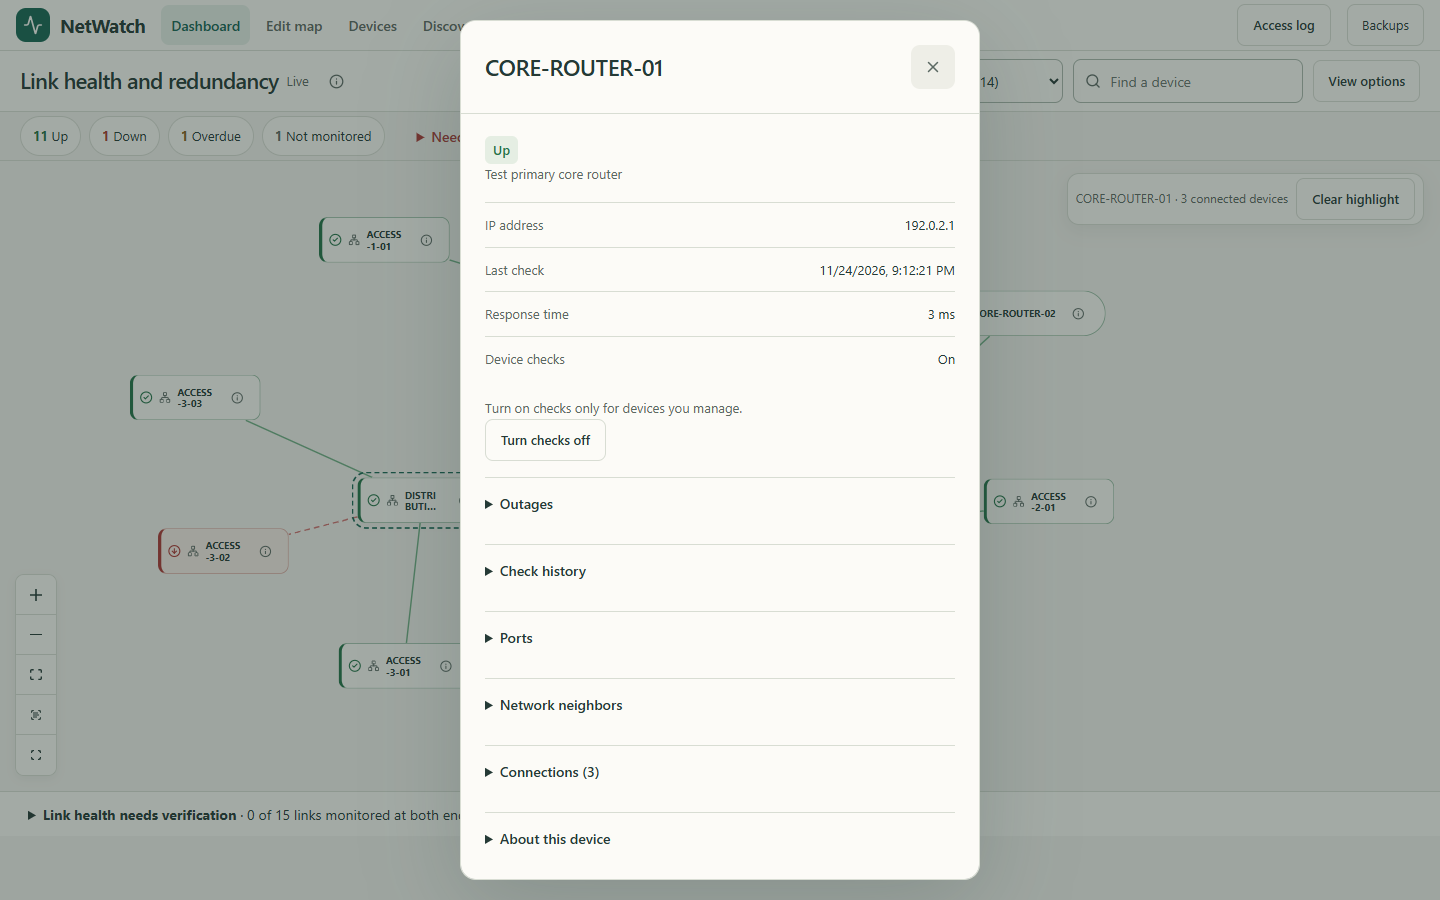 NetWatch
Dashboard
Edit map
Devices
Access log
Backups
Link health and redundancy
Live
14)
Find a device
View options
11 Up
1 Down
1 Overdue
1 Not monitored
CORE-ROUTER-01 · 3 connected devices
Clear highlight
ACCESS
-1-01
ACCESS
-3-03
DISTRI
BUTI...
ACCESS
-3-02
ACCESS
-3-01
ORE-ROUTER-02
ACCESS
-2-01
Link health needs verification · 0 of 15 links monitored at both
CORE-ROUTER-01
Up
Test primary core router
IP address
192.0.2.1
Last check
11/24/2026, 9:12:21 PM
Response time
3 ms
Device checks
On
Turn on checks only for devices you manage.
Turn checks off
Outages
Check history
Ports
Network neighbors
Connections (3)
About this device